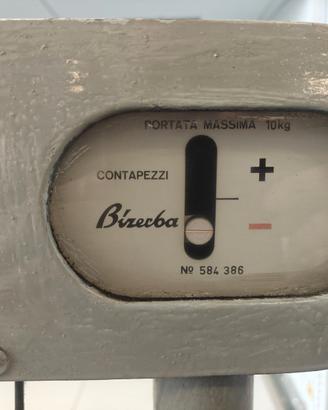 PORTATA MASSIMA 10kg
+
CONTAPEZZI
Bizerba
-
Nº 584 386